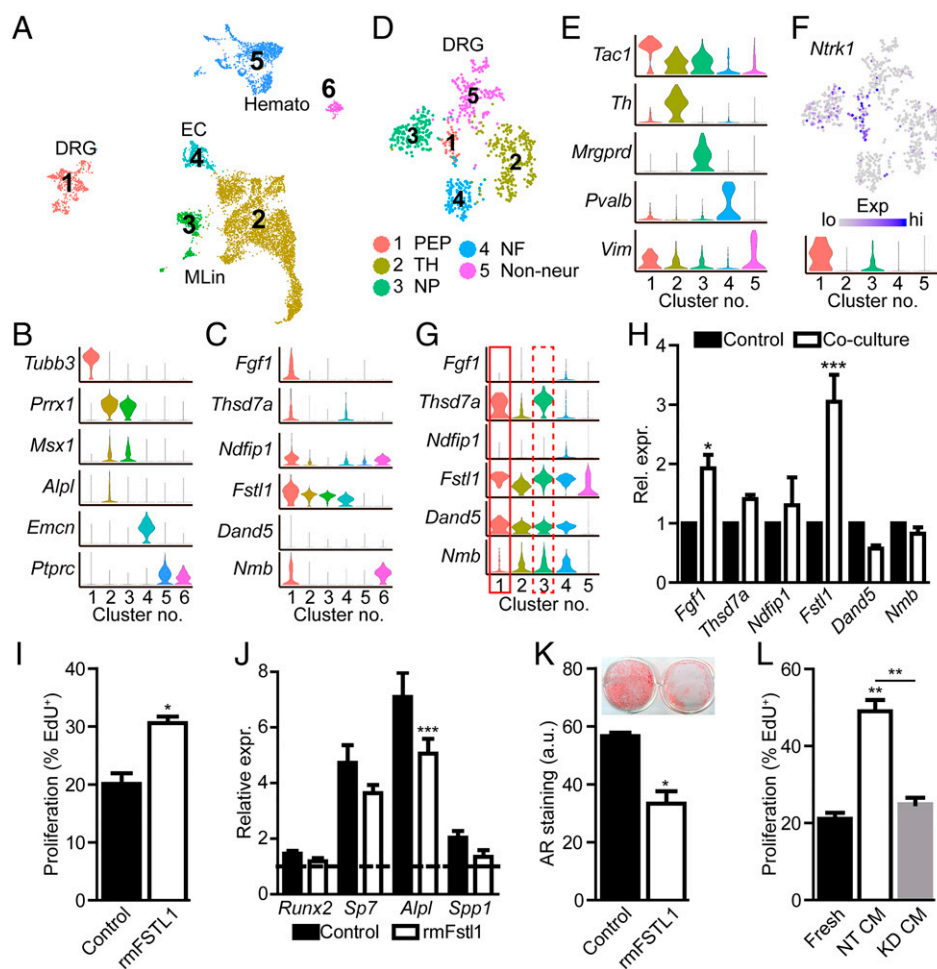 A
DRG
1
EC
4
3
MLin
2
5
Hemato
6
D
DRG
5
3
1
2
4
1 PEP
2 TH
3 NP
4 NF
5 Non-neur
E
Tac1
Th
Mrgprd
Pvalb
Vim
1 2 3 4 5
Cluster no.
F
Ntrk1
Exp
lo hi
1 2 3 4 5
Cluster no.
B
Tubb3
Prrx1
Msx1
Alpl
Emcn
Ptprc
1 2 3 4 5 6
Cluster no.
C
Fgf1
Thsd7a
Ndfip1
Fstl1
Dand5
Nmb
1 2 3 4 5 6
Cluster no.
G
Fgf1
Thsd7a
Ndfip1
Fstl1
Dand5
Nmb
1 2 3 4 5
Cluster no.
H
Control Co-culture
Rel. expr.
4
3
2
1
0
*
***
Fgf1
Thsd7a
Ndfip1
Fstl1
Dand5
Nmb
I
Proliferation (% EdU+)
40
30
20
10
0
*
Control
rmFSTL1
J
Relative expr.
8
6
4
2
0
***
Runx2 Sp7 Alpl Spp1
Control rmFstl1
K
AR staining (a.u.)
80
60
40
20
0
*
Control
rmFSTL1
L
Proliferation (% EdU+)
60
40
20
0
**
**
Fresh
NT CM
KD CM